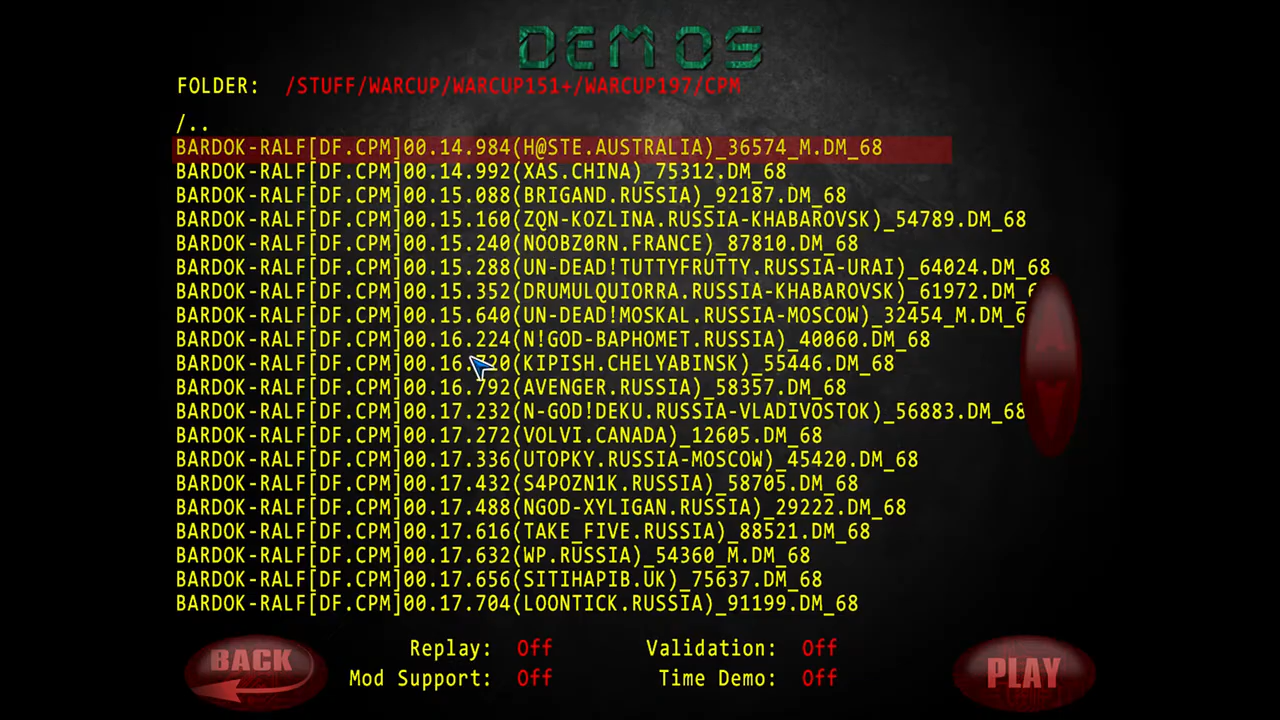 DEMOS
FOLDER: /STUFF/WARCUP/WARCUP151+/WARCUP197/CPM
/..
BARDOK-RALF[DF.CPM]00.14.984(H@STE.AUSTRALIA)_36574_M.DM_68
BARDOK-RALF[DF.CPM]00.14.992(XAS.CHINA)_75312.DM_68
BARDOK-RALF[DF.CPM]00.15.088(BRIGAND.RUSSIA)_92187.DM_68
BARDOK-RALF[DF.CPM]00.15.160(ZQN-KOZLINA.RUSSIA-KHABAROVSK)_54789.DM_68
BARDOK-RALF[DF.CPM]00.15.240(NOOBZ0RN.FRANCE)_87810.DM_68
BARDOK-RALF[DF.CPM]00.15.288(UN-DEAD!TUTTYFRUTTY.RUSSIA-URAI)_64024.DM_68
BARDOK-RALF[DF.CPM]00.15.352(DRUMULQUIORRA.RUSSIA-KHABAROVSK)_61972.DM_6
BARDOK-RALF[DF.CPM]00.15.640(UN-DEAD!MOSKAL.RUSSIA-MOSCOW)_32454_M.DM_6
BARDOK-RALF[DF.CPM]00.16.224(N!GOD-BAPHOMET.RUSSIA)_40060.DM_68
BARDOK-RALF[DF.CPM]00.16. 20(KIPISH.CHELYABINSK)_55446.DM_68
BARDOK-RALF[DF.CPM]00.16.792(AVENGER.RUSSIA)_58357.DM_68
BARDOK-RALF[DF.CPM]00.17.232(N-GOD!DEKU.RUSSIA-VLADIVOSTOK)_56883.DM_68
BARDOK-RALF[DF.CPM]00.17.272(VOLVI.CANADA)_12605.DM_68
BARDOK-RALF[DF.CPM]00.17.336(UTOPKY.RUSSIA-MOSCOW)_45420.DM_68
BARDOK-RALF[DF.CPM]00.17.432(S4POZN1K.RUSSIA)_58705.DM_68
BARDOK-RALF[DF.CPM]00.17.488(NGOD-XYLIGAN.RUSSIA)_29222.DM_68
BARDOK-RALF[DF.CPM]00.17.616(TAKE_FIVE.RUSSIA)_88521.DM_68
BARDOK-RALF[DF.CPM]00.17.632(WP.RUSSIA)_54360_M.DM_68
BARDOK-RALF[DF.CPM]00.17.656(SITIHAPIB.UK)_75637.DM_68
BARDOK-RALF[DF.CPM]00.17.704(LOONTICK.RUSSIA)_91199.DM_68
Replay: Off Validation: Off
Mod Support: Off Time Demo: Off
BACK
PLAY